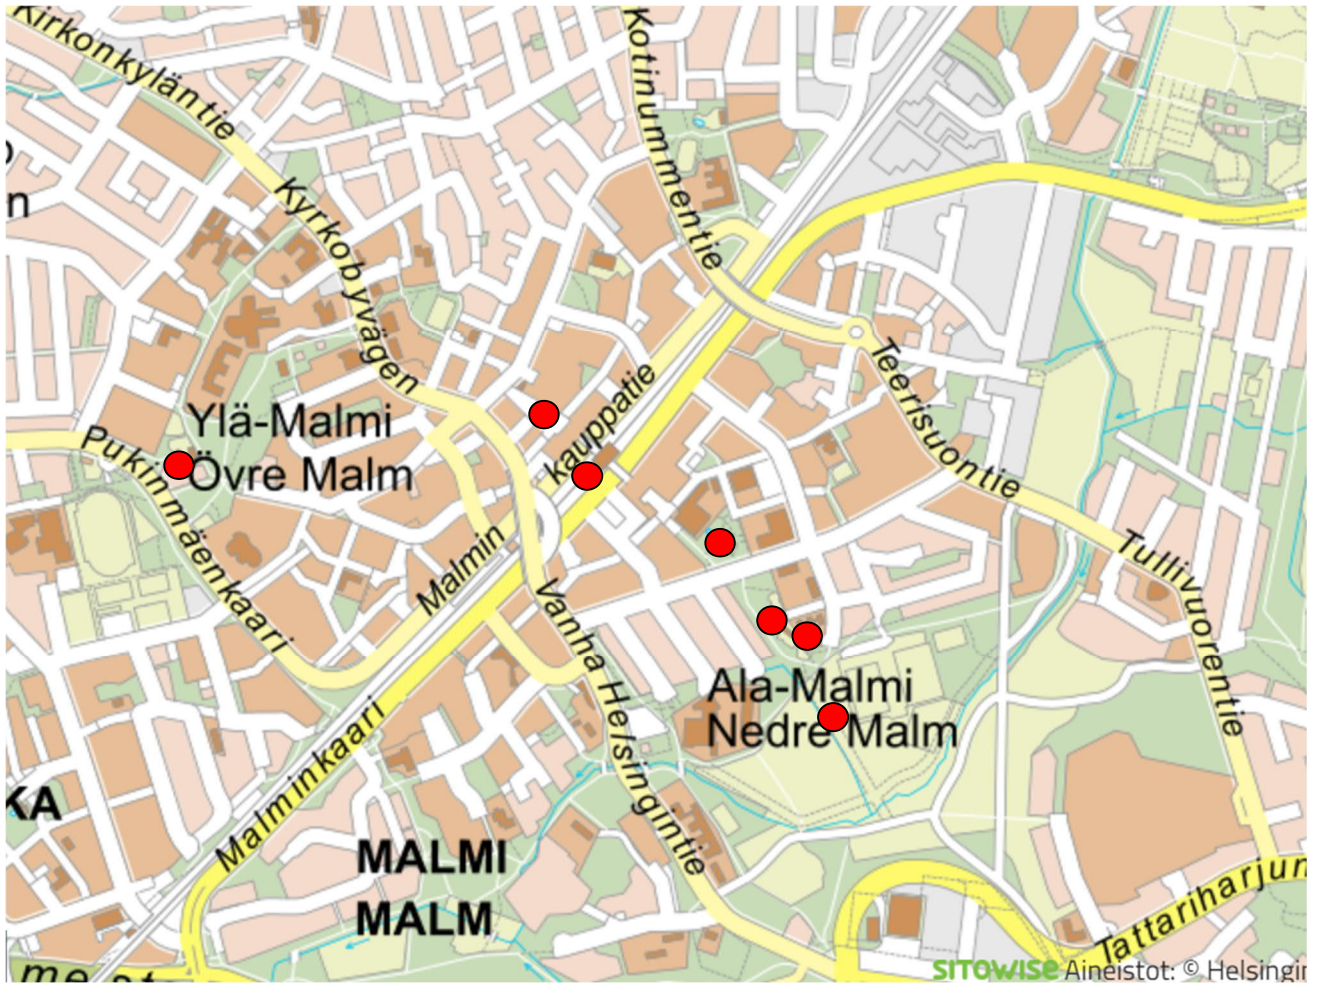 Kirkonkyläntie
Kotinummentie
n
Kyrkobyvägen
Teerisuontie
kauppatie
Ylä-Malmi
Övre Malm
Pukinmäenkaari
Malmin
Tullivuorentie
Vanha Helsingintie
Ala-Malmi
Nedre Malm
Malminkaari
KA
MALMI
MALM
Tattariharjun
SITOWISE Aineistot: © Helsingin